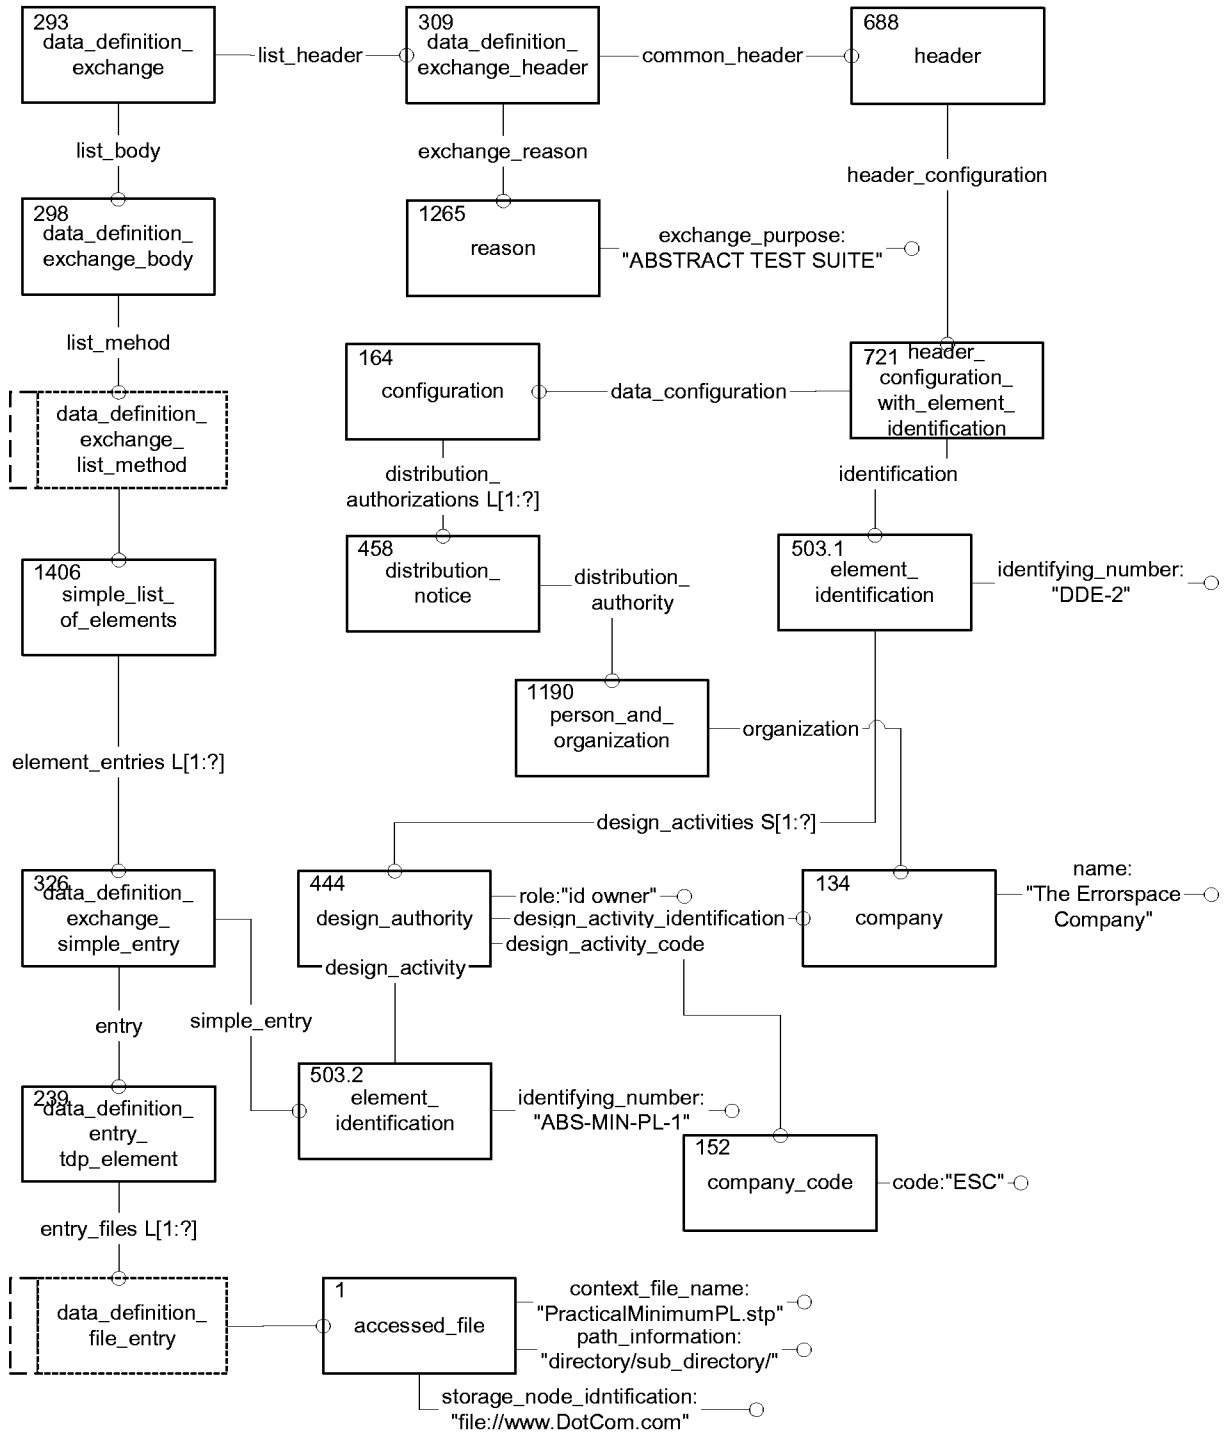 293
data_definition_
exchange
list_header
309
data_definition_
exchange_header
common_header
688
header
list_body
exchange_reason
header_configuration
298
data_definition_
exchange_body
1265
reason
exchange_purpose:
"ABSTRACT TEST SUITE"
list_mehod
data_definition_
exchange_
list_method
164
configuration
data_configuration
721
header_
configuration_
with_element_
identification
distribution_
authorizations L[1:?]
identification
1406
simple_list_
of_elements
458
distribution_
notice
distribution_
authority
503.1
element_
identification
identifying_number:
"DDE-2"
1190
person_and_
organization
organization
element_entries L[1:?]
design_activities S[1:?]
326
data_definition_
exchange_
simple_entry
444
design_authority
role:"id owner"
design_activity_identification
design_activity_code
design_activity
134
company
name:
"The Errorspace
Company"
entry
simple_entry
239
data_definition_
entry_
tdp_element
503.2
element_
identification
identifying_number:
"ABS-MIN-PL-1"
152
company_code
code:"ESC"
entry_files L[1:?]
data_definition_
file_entry
1
accessed_file
context_file_name:
"PracticalMinimumPL.stp"
path_information:
"directory/sub_directory/"
storage_node_idntification:
"file://www.DotCom.com"